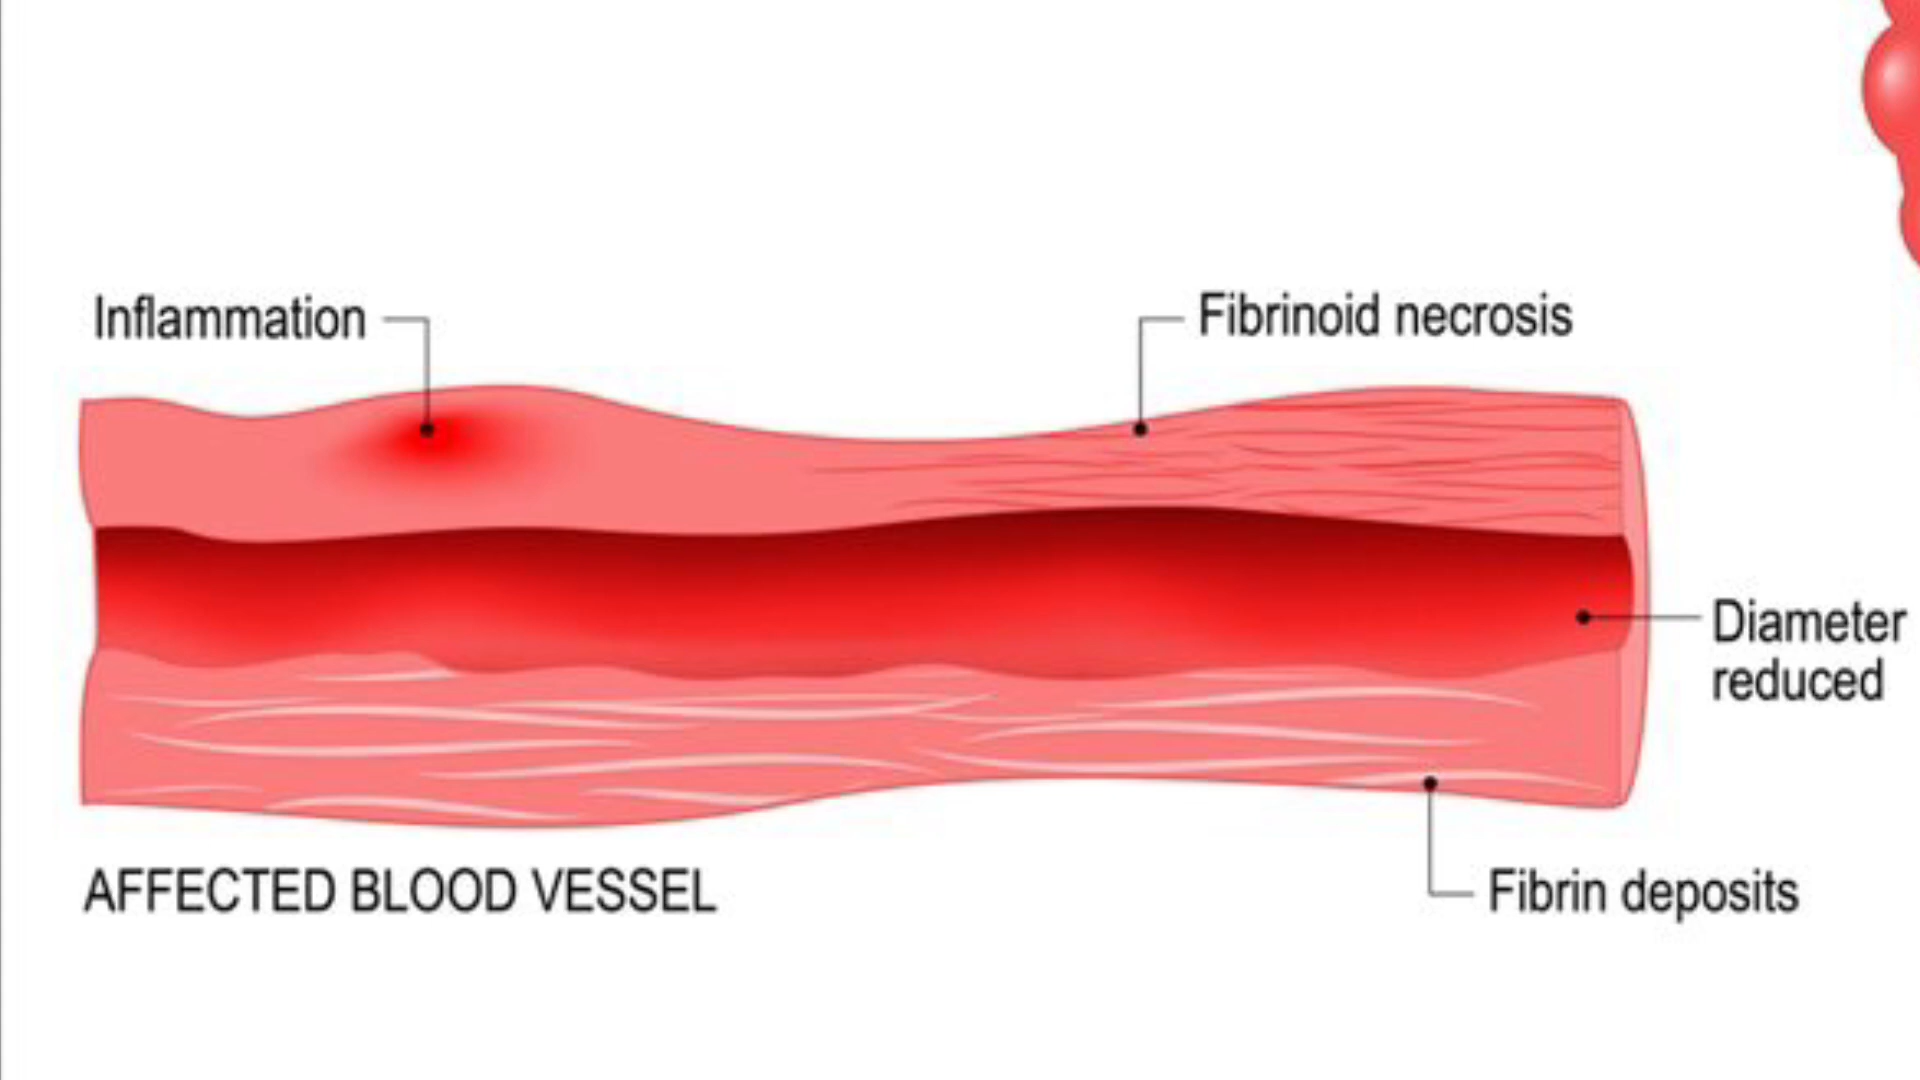 Inflammation
Fibrinoid necrosis
Diameter
reduced
AFFECTED BLOOD VESSEL
Fibrin deposits